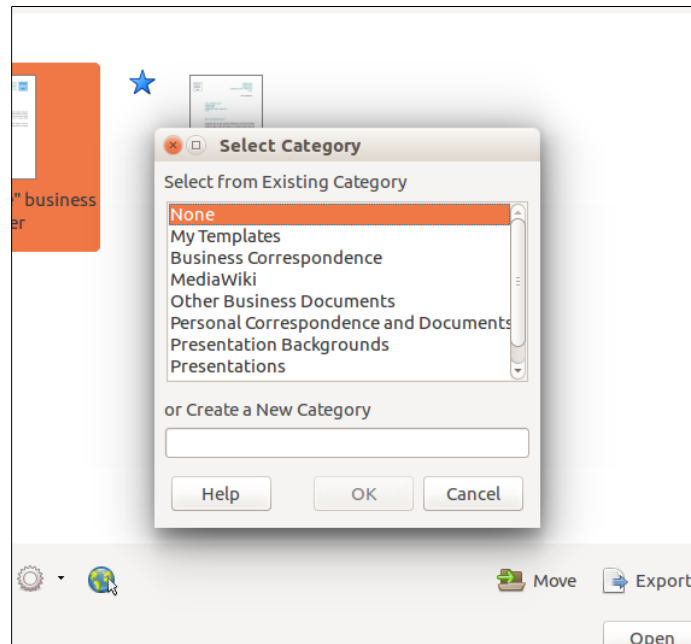 " business
er
Select Category
Select from Existing Category
None
My Templates
Business Correspondence
MediaWiki
Other Business Documents
Personal Correspondence and Documents
Presentation Backgrounds
Presentations
or Create a New Category
Help OK Cancel
Move Export
Open